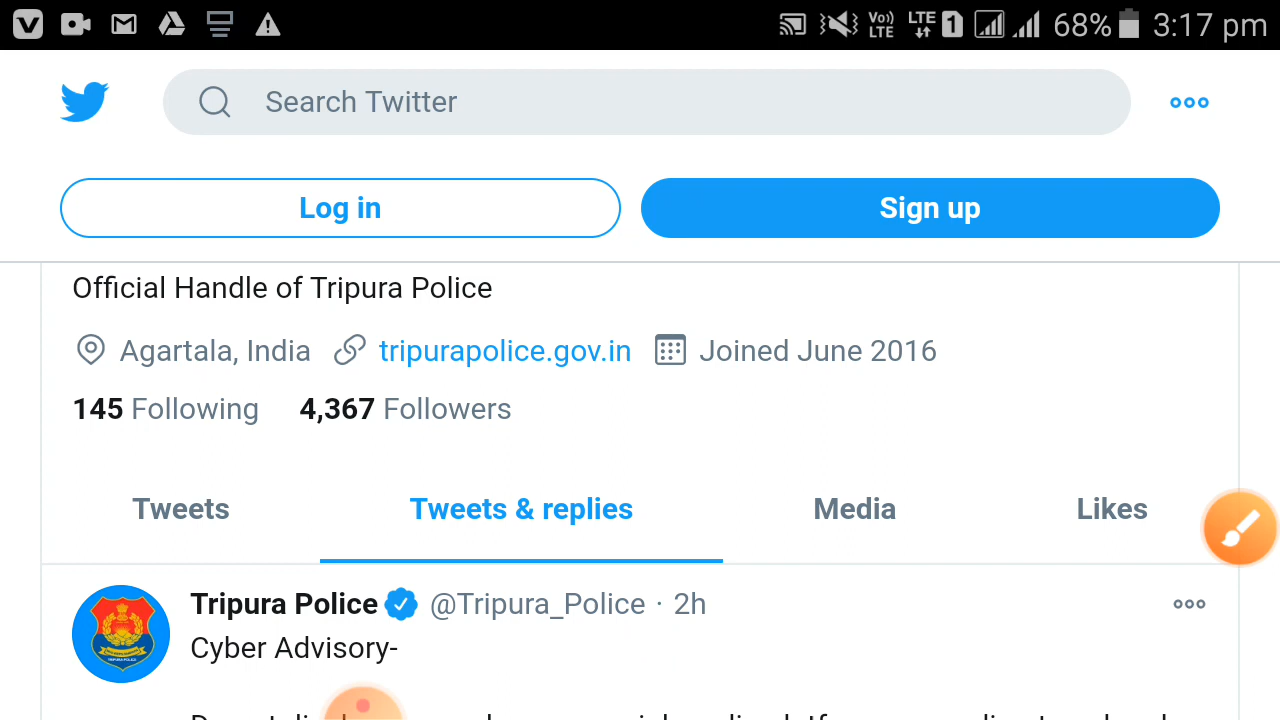 68% 3:17 pm
Search Twitter
Log in
Sign up
Official Handle of Tripura Police
Agartala, India tripurapolice.gov.in Joined June 2016
145 Following 4,367 Followers
Tweets Tweets & replies Media Likes
Tripura Police @Tripura_Police · 2h
Cyber Advisory-